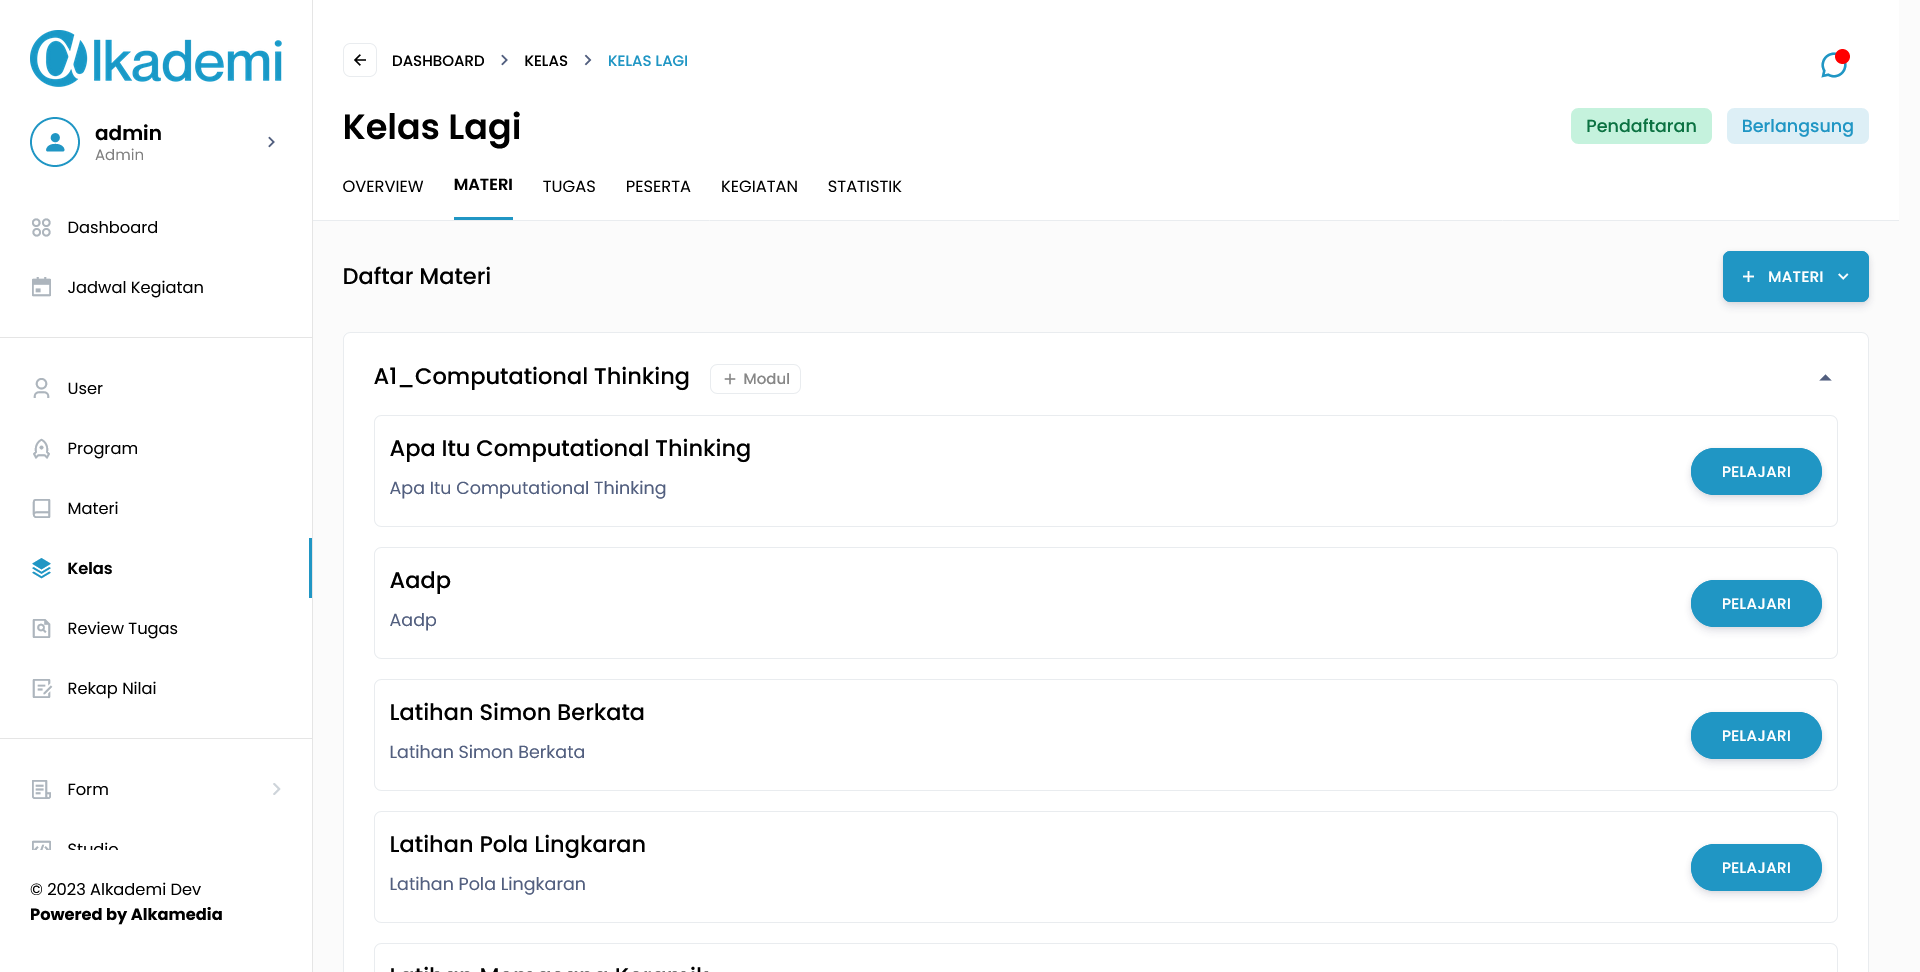 alkademi
admin
Admin
Dashboard
Jadwal Kegiatan
User
Program
Materi
Kelas
Review Tugas
Rekap Nilai
Form
Studio
© 2023 Alkademi Dev
Powered by Alkamedia
DASHBOARD KELAS KELAS LAGI
Kelas Lagi
Pendaftaran Berlangsung
OVERVIEW MATERI TUGAS PESERTA KEGIATAN STATISTIK
Daftar Materi
+ MATERI
A1_Computational Thinking + Modul
Apa Itu Computational Thinking
Apa Itu Computational Thinking
PELAJARI
Aadp
Aadp
PELAJARI
Latihan Simon Berkata
Latihan Simon Berkata
PELAJARI
Latihan Pola Lingkaran
Latihan Pola Lingkaran
PELAJARI
Latihan Memasang Keramik